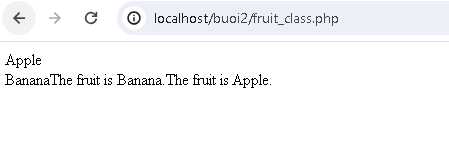 localhost/buoi2/fruit_class.php
Apple
BananaThe fruit is Banana.The fruit is Apple.